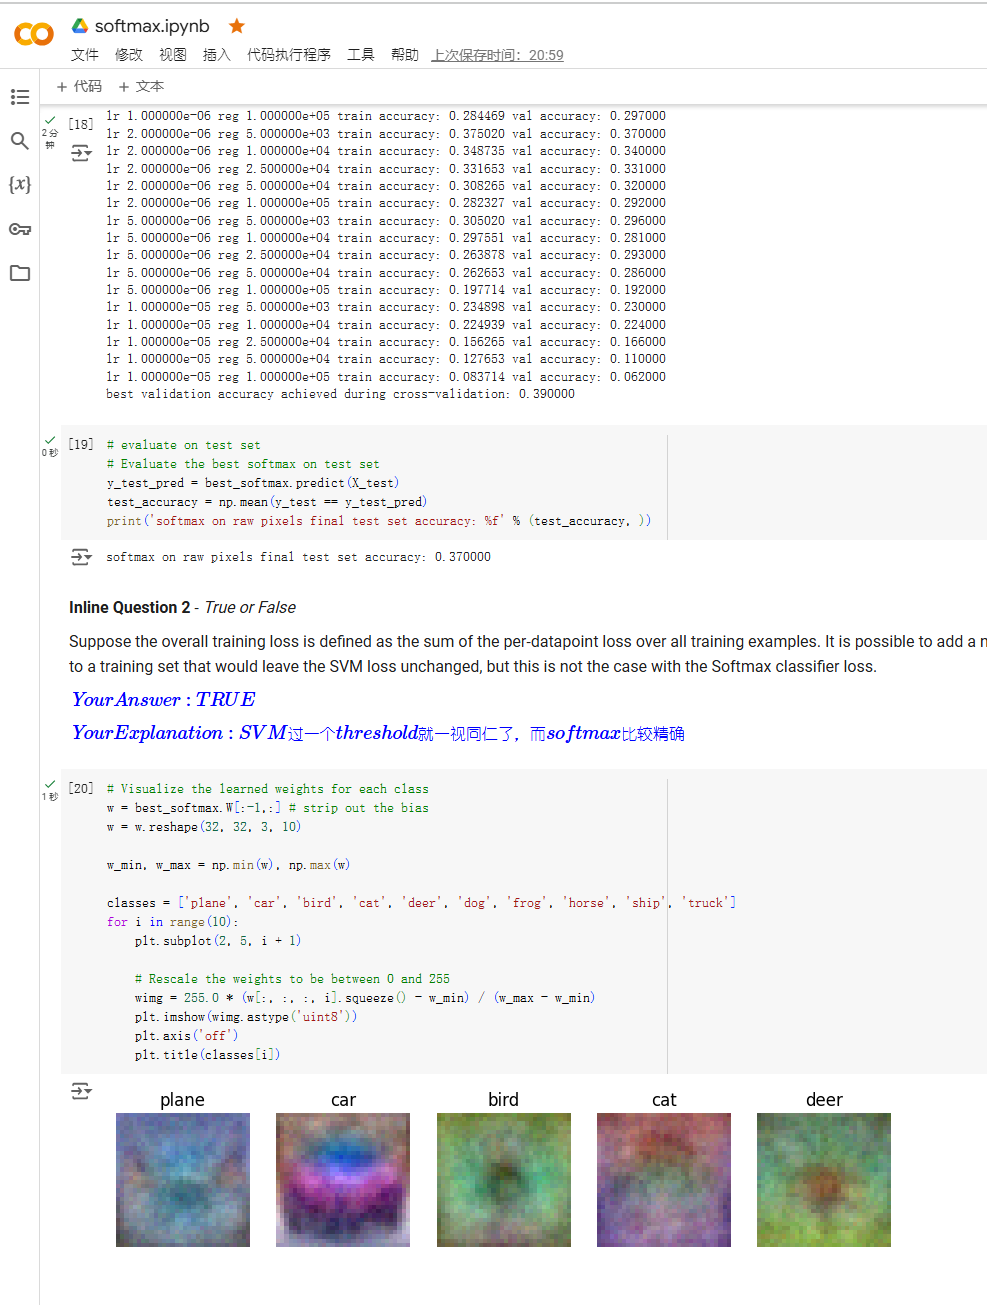 softmax.ipynb
文件 修改 视图 插入 代码执行程序 工具 帮助 上次保存时间：20:59
+ 代码 + 文本
[18]
2 分钟
lr 1.000000e-06 reg 1.000000e+05 train accuracy: 0.284469 val accuracy: 0.297000
lr 2.000000e-06 reg 5.000000e+03 train accuracy: 0.375020 val accuracy: 0.370000
lr 2.000000e-06 reg 1.000000e+04 train accuracy: 0.348735 val accuracy: 0.340000
lr 2.000000e-06 reg 2.500000e+04 train accuracy: 0.331653 val accuracy: 0.331000
lr 2.000000e-06 reg 5.000000e+04 train accuracy: 0.308265 val accuracy: 0.320000
lr 2.000000e-06 reg 1.000000e+05 train accuracy: 0.282327 val accuracy: 0.292000
lr 5.000000e-06 reg 5.000000e+03 train accuracy: 0.305020 val accuracy: 0.296000
lr 5.000000e-06 reg 1.000000e+04 train accuracy: 0.297551 val accuracy: 0.281000
lr 5.000000e-06 reg 2.500000e+04 train accuracy: 0.263878 val accuracy: 0.293000
lr 5.000000e-06 reg 5.000000e+04 train accuracy: 0.262653 val accuracy: 0.286000
lr 5.000000e-06 reg 1.000000e+05 train accuracy: 0.197714 val accuracy: 0.192000
lr 1.000000e-05 reg 5.000000e+03 train accuracy: 0.234898 val accuracy: 0.230000
lr 1.000000e-05 reg 1.000000e+04 train accuracy: 0.224939 val accuracy: 0.224000
lr 1.000000e-05 reg 2.500000e+04 train accuracy: 0.156265 val accuracy: 0.166000
lr 1.000000e-05 reg 5.000000e+04 train accuracy: 0.127653 val accuracy: 0.110000
lr 1.000000e-05 reg 1.000000e+05 train accuracy: 0.083714 val accuracy: 0.062000
best validation accuracy achieved during cross-validation: 0.390000
[19]
0 秒
# evaluate on test set
# Evaluate the best softmax on test set
y_test_pred = best_softmax.predict(X_test)
test_accuracy = np.mean(y_test == y_test_pred)
print('softmax on raw pixels final test set accuracy: %f' % (test_accuracy, ))
softmax on raw pixels final test set accuracy: 0.370000
Inline Question 2 - True or False
Suppose the overall training loss is defined as the sum of the per-datapoint loss over all training examples. It is possible to add a n
to a training set that would leave the SVM loss unchanged, but this is not the case with the Softmax classifier loss.
YourAnswer : TRUE
YourExplanation : SVM过一个threshold就一视同仁了，而softmax比较精确
[20]
1 秒
# Visualize the learned weights for each class
w = best_softmax.W[:-1,:] # strip out the bias
w = w.reshape(32, 32, 3, 10)
w_min, w_max = np.min(w), np.max(w)
classes = ['plane', 'car', 'bird', 'cat', 'deer', 'dog', 'frog', 'horse', 'ship', 'truck']
for i in range(10):
plt.subplot(2, 5, i + 1)
# Rescale the weights to be between 0 and 255
wimg = 255.0 * (w[:, :, :, i].squeeze() - w_min) / (w_max - w_min)
plt.imshow(wimg.astype('uint8'))
plt.axis('off')
plt.title(classes[i])
plane car bird cat deer